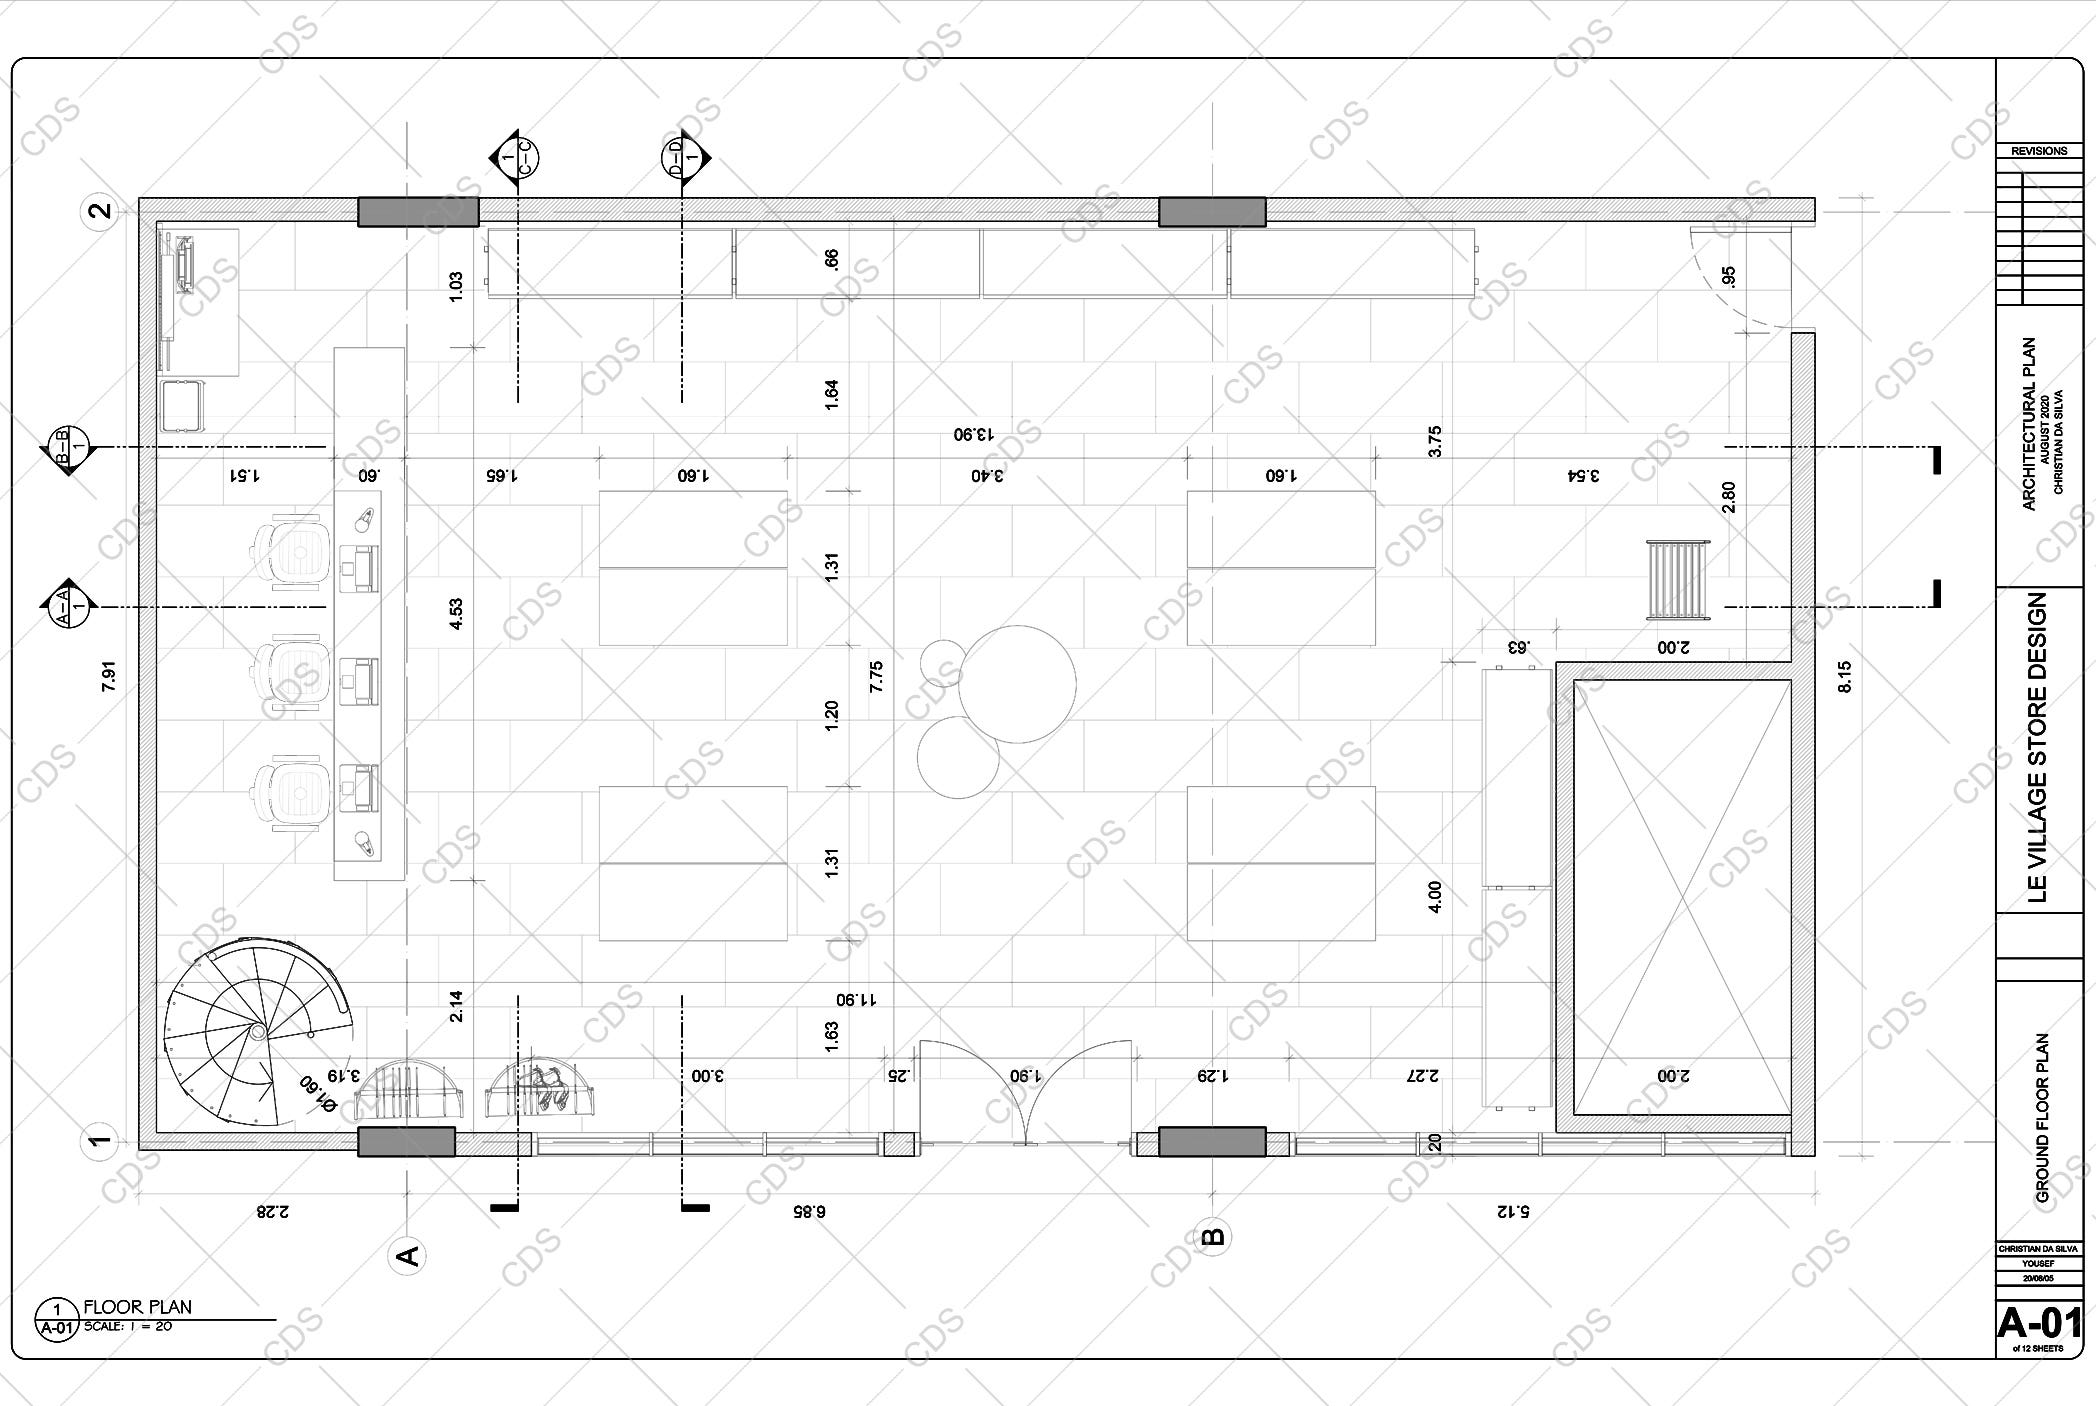 1
C-C
D-D
1
2
1.03
.66
.95
1.64
13.90
3.75
B-B
1
1.51
.60
1.65
1.60
3.40
1.60
3.54
2.80
1.31
4.53
A-A
1
7.91
7.75
.63
2.00
8.15
1.20
1.31
4.00
2.14
11.90
1.63
3.19
Ø1.60
3.00
.25
1.90
1.29
2.27
2.00
1
.20
2.28
6.85
5.12
A
B
1
A-01
FLOOR PLAN
SCALE: 1 = 20
REVISIONS
ARCHITECTURAL PLAN
AUGUST 2020
CHRISTIAN DA SILVA
LE VILLAGE STORE DESIGN
GROUND FLOOR PLAN
CHRISTIAN DA SILVA
YOUSEF
20/08/05
A-01
of 12 SHEETS
CDS